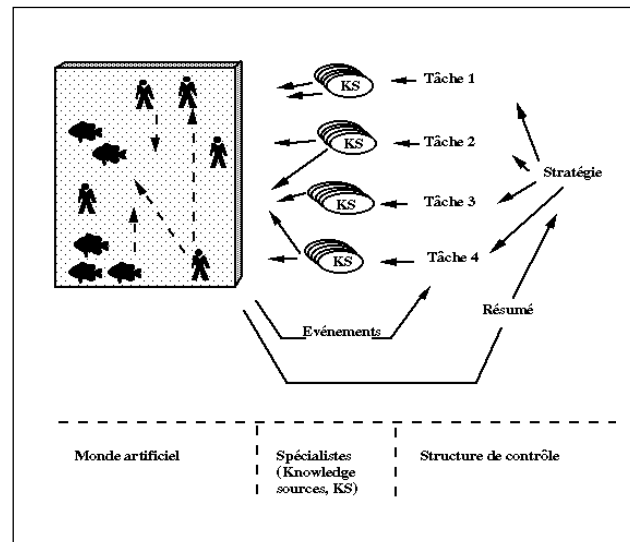 KS
Tâche 1
KS
Tâche 2
Stratégie
KS
Tâche 3
KS
Tâche 4
Résumé
Evénements
Monde artificiel
Spécialistes
(Knowledge
sources, KS)
Structure de contrôle